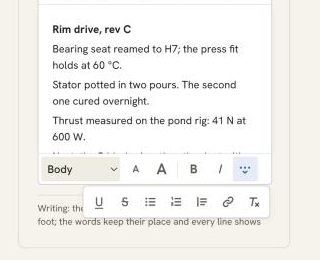 Rim drive, rev C
Bearing seat reamed to H7; the press fit
holds at 60 °C.
Stator potted in two pours. The second
one cured overnight.
Thrust measured on the pond rig: 41 N at
600 W.
Body A A B I
U S T
Writing: the
foot; the words keep their place and every line shows